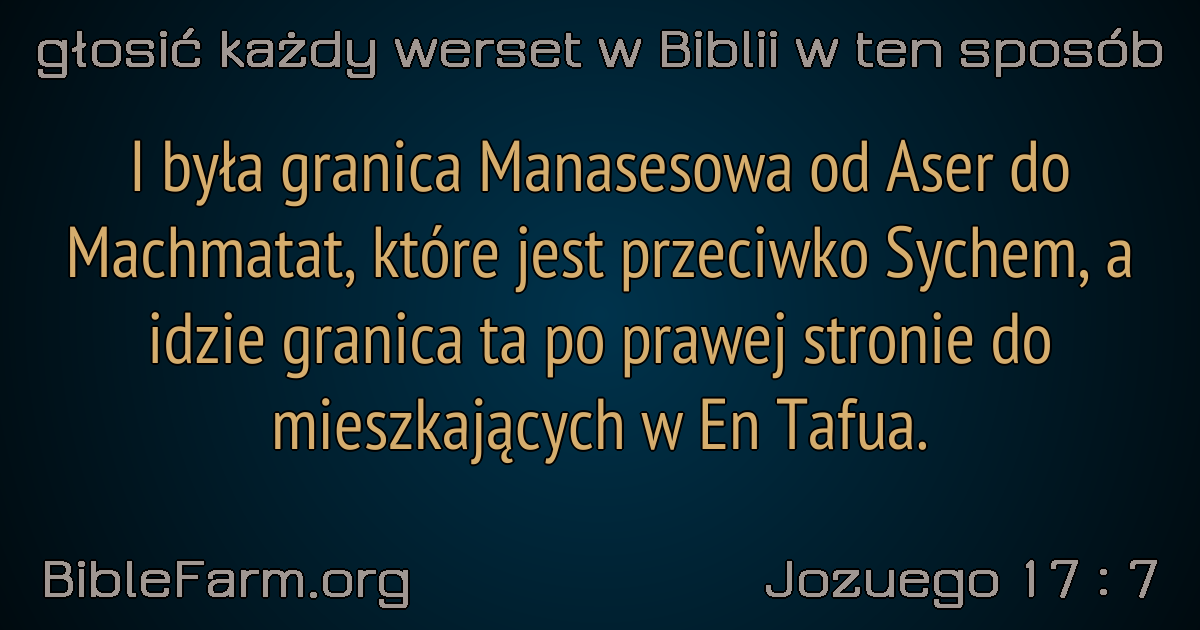 głosić każdy werset w Biblii w ten sposób
I była granica Manasesowa od Aser do
Machmatat, które jest przeciwko Sychem, a
idzie granica ta po prawej stronie do
mieszkających w En Tafua.
BibleFarm.org
Jozuego 17 : 7